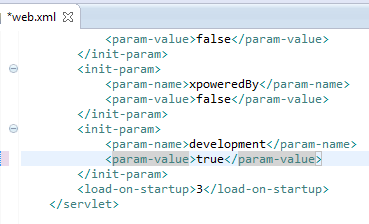 *web.xml
<param-value>false</param-value>
</init-param>
<init-param>
<param-name>xpoweredBy</param-name>
<param-value>false</param-value>
</init-param>
<init-param>
<param-name>development</param-name>
<param-value>true</param-value>
</init-param>
<load-on-startup>3</load-on-startup>
</servlet>